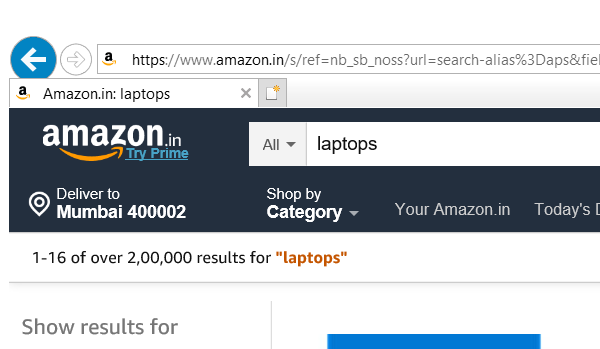 https://www.amazon.in/s/ref=nb_sb_noss?url=search-alias%3Daps&fiel
Amazon.in: laptops
amazon.in
Try Prime
All laptops
Deliver to
Mumbai 400002
Shop by
Category
Your Amazon.in Today's
1-16 of over 2,00,000 results for "laptops"
Show results for